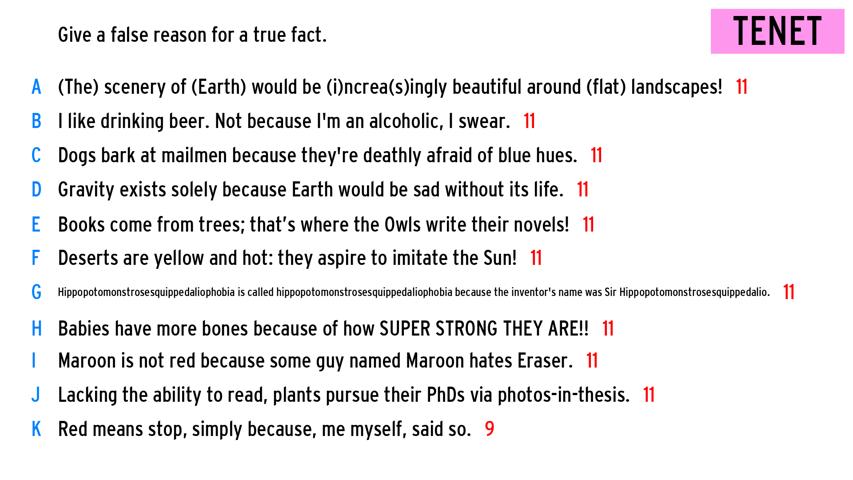 Give a false reason for a true fact.
TENET
A (The) scenery of (Earth) would be (i)ncrea(s)ingly beautiful around (flat) landscapes! 11
B I like drinking beer. Not because I'm an alcoholic, I swear. 11
C Dogs bark at mailmen because they're deathly afraid of blue hues. 11
D Gravity exists solely because Earth would be sad without its life. 11
E Books come from trees; that’s where the Owls write their novels! 11
F Deserts are yellow and hot: they aspire to imitate the Sun! 11
G Hippopotomonstrosesquippedaliophobia is called hippopotomonstrosesquippedaliophobia because the inventor's name was Sir Hippopotomonstrosesquippedalio. 11
H Babies have more bones because of how SUPER STRONG THEY ARE!! 11
I Maroon is not red because some guy named Maroon hates Eraser. 11
J Lacking the ability to read, plants pursue their PhDs via photos-in-thesis. 11
K Red means stop, simply because, me myself, said so. 9